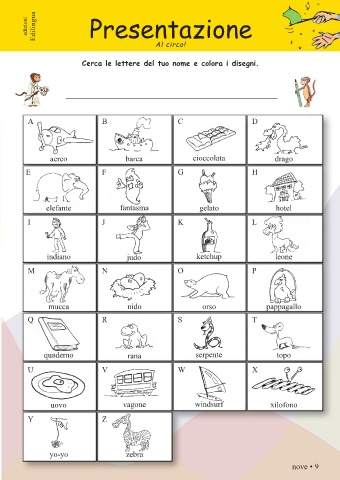 edizioni Edilingua
Presentazione
Al circo!
Cerca le lettere del tuo nome e colora i disegni.
A B C D
aereo barca cioccolata drago
E F G H
elefante fantasma gelato hotel
I J K L
indiano judo ketchup leone
M N O P
mucca nido orso pappagallo
Q R S T
quaderno rana serpente topo
U V W X
uovo vagone windsurf xilofono
Y Z
yo-yo zebra
nove • 9